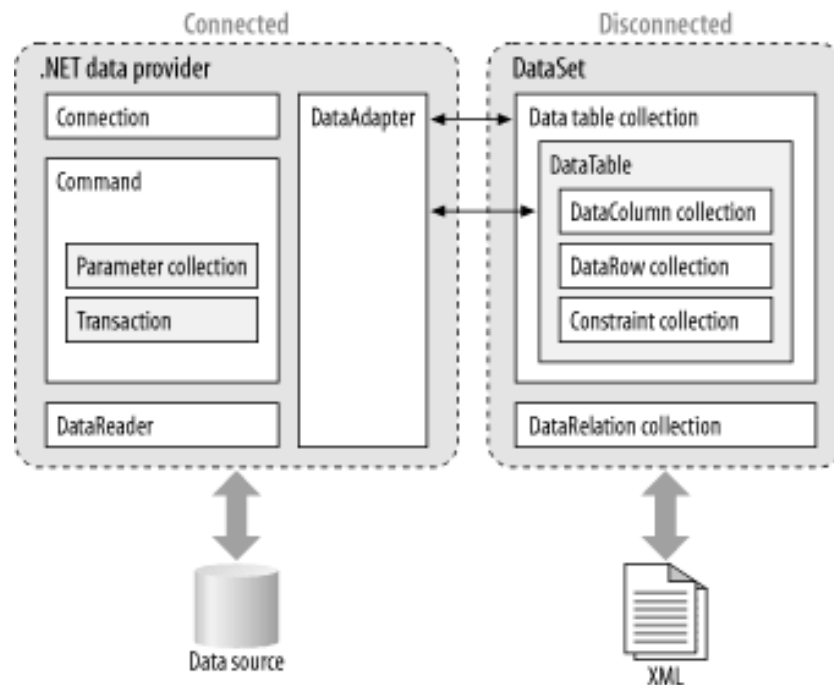 Connected
Disconnected
.NET data provider
Connection
Command
Parameter collection
Transaction
DataReader
DataAdapter
DataSet
Data table collection
DataTable
DataColumn collection
DataRow collection
Constraint collection
DataRelation collection
Data source
XML